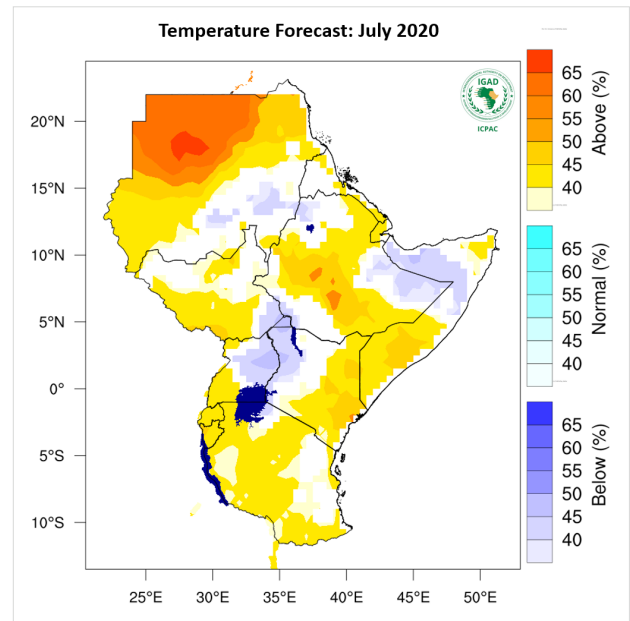 Temperature Forecast: July 2020
IGAD
ICPAC
20°N
15°N
10°N
5°N
0°
5°S
10°S
25°E
30°E
35°E
40°E
45°E
50°E
65
60
55
50
45
40
Above (%)
65
60
55
50
45
40
Normal (%)
65
60
55
50
45
40
Below (%)